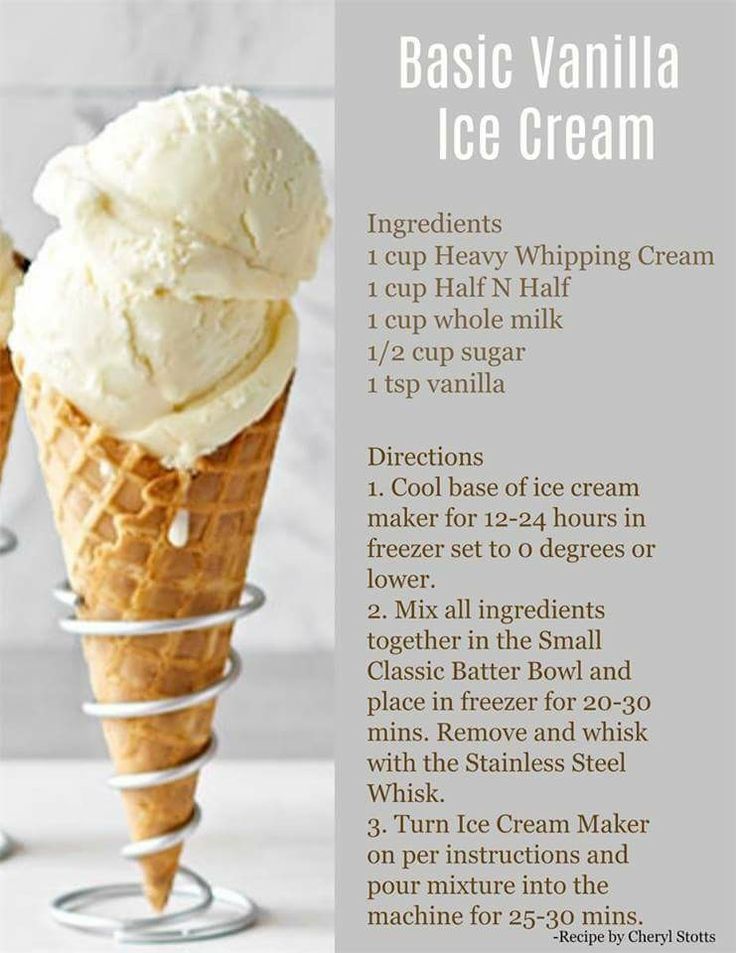 Basic Vanilla
Ice Cream
Ingredients
1 cup Heavy Whipping Cream
1 cup Half N Half
1 cup whole milk
1/2 cup sugar
1 tsp vanilla
Directions
1. Cool base of ice cream
maker for 12-24 hours in
freezer set to 0 degrees or
lower.
2. Mix all ingredients
together in the Small
Classic Batter Bowl and
place in freezer for 20-30
mins. Remove and whisk
with the Stainless Steel
Whisk.
3. Turn Ice Cream Maker
on per instructions and
pour mixture into the
machine for 25-30 mins.
-Recipe by Cheryl Stotts